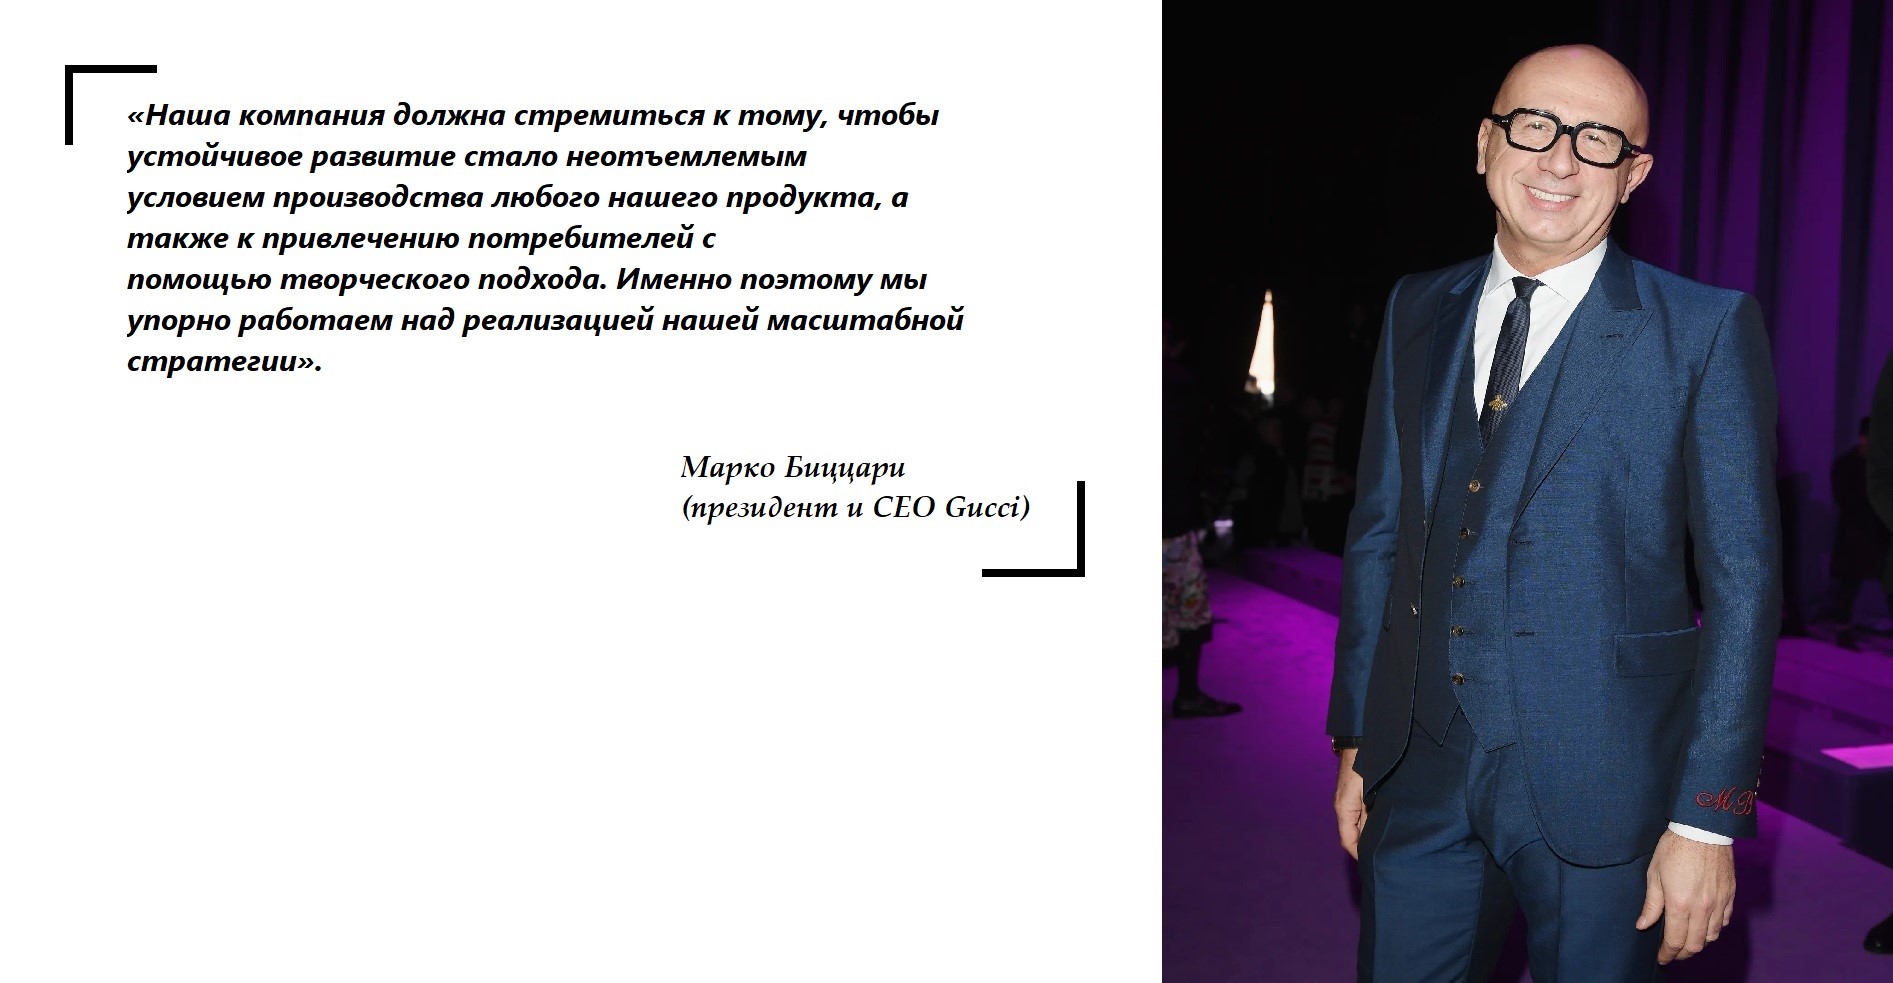 «Наша компания должна стремиться к тому, чтобы
устойчивое развитие стало неотъемлемым
условием производства любого нашего продукта, а
также к привлечению потребителей с
помощью творческого подхода. Именно поэтому мы
упорно работаем над реализацией нашей масштабной
стратегии».
Марко Биццари
(президент и CEO Gucci)
MB